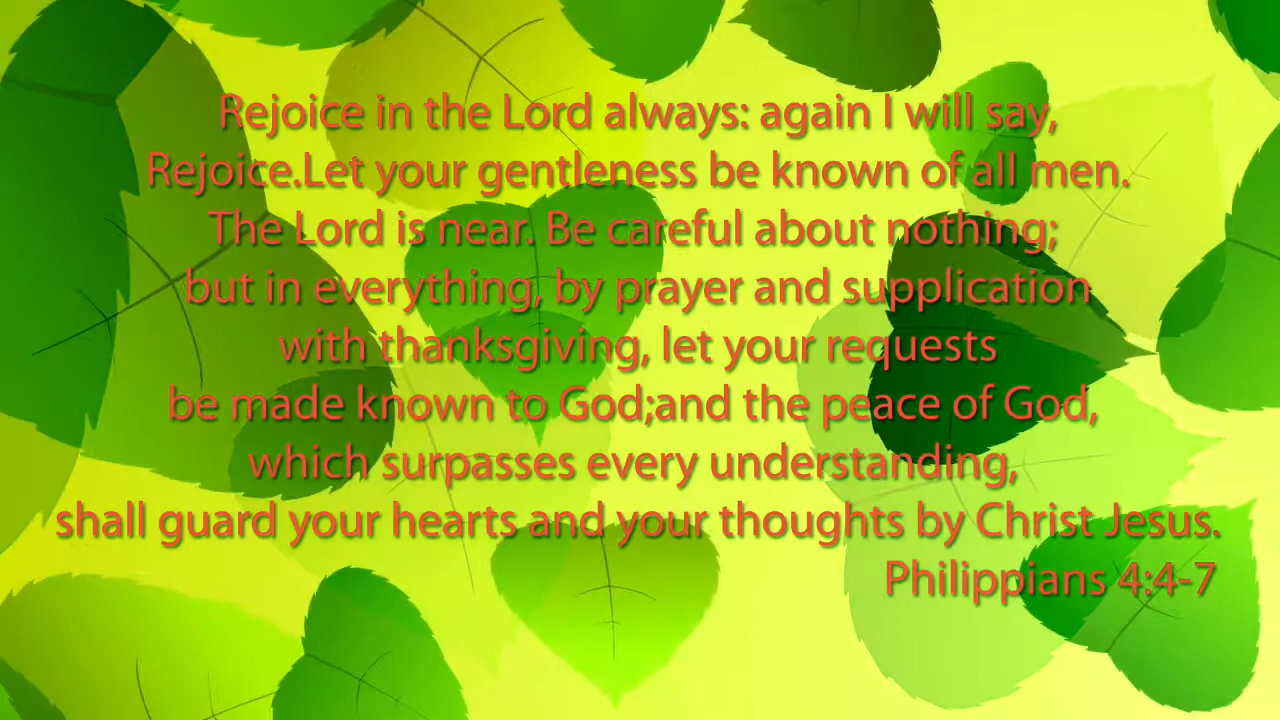 Rejoice in the Lord always: again I will say,
Rejoice.Let your gentleness be known of all men.
The Lord is near. Be careful about nothing;
but in everything, by prayer and supplication
with thanksgiving, let your requests
be made known to God;and the peace of God,
which surpasses every understanding,
shall guard your hearts and your thoughts by Christ Jesus.
Philippians 4:4-7